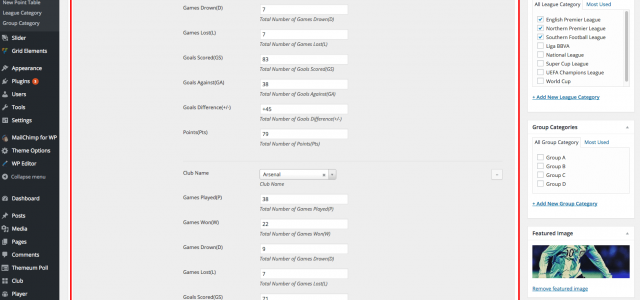 New Point Table
League Category
Group Category
Slider
Grid Elements
Appearance
Plugins 6
Users
Tools
Settings
MailChimp for WP
Theme Options
WP Editor
Collapse menu
Dashboard
Posts
Media
Pages
Comments
Themeum Poll
Club
Player
Games Drown(D)
7
Total Number of Games Drown(D)
Games Lost(L)
7
Total Number of Games Lost(L)
Goals Scored(GS)
83
Total Number of Goals Scored(GS)
Goals Against(GA)
38
Total Number of Goals Against(GA)
Goals Difference(+/-)
+45
Total Number of Goals Difference(+/-)
Points(Pts)
79
Total Number of Points(Pts)
Club Name
Arsenal
Club Name
Games Played(P)
38
Total Number of Games Played(P)
Games Won(W)
22
Total Number of Games Won(W)
Games Drown(D)
9
Total Number of Games Drown(D)
Games Lost(L)
7
Total Number of Games Lost(L)
Goals Scored(GS)
71
All League Category Most Used
English Premier League
Northern Premier League
Southern Football League
Liga BBVA
National League
Super Cup League
UEFA Champions League
World Cup
+ Add New League Category
Group Categories
All Group Category Most Used
Group A
Group B
Group C
Group D
+ Add New Group Category
Featured Image
Remove featured image